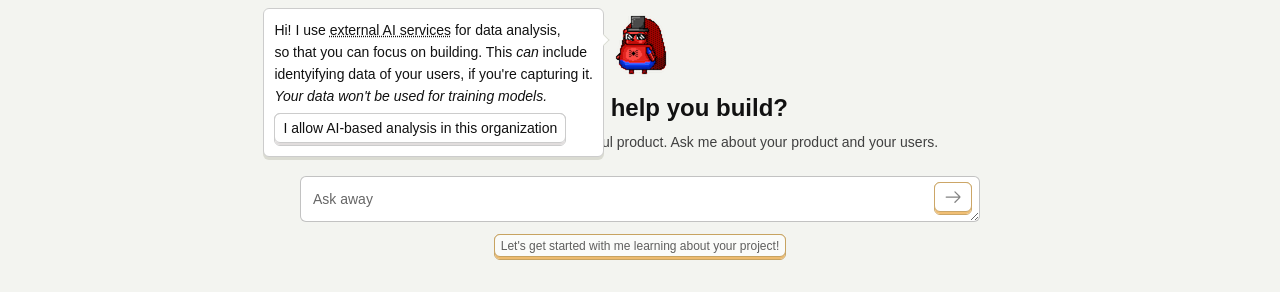 Hi! I use external AI services for data analysis,
so that you can focus on building. This can include
identyifying data of your users, if you're capturing it.
Your data won't be used for training models.
I allow AI-based analysis in this organization
help you build?
ul product. Ask me about your product and your users.
Ask away
Let's get started with me learning about your project!